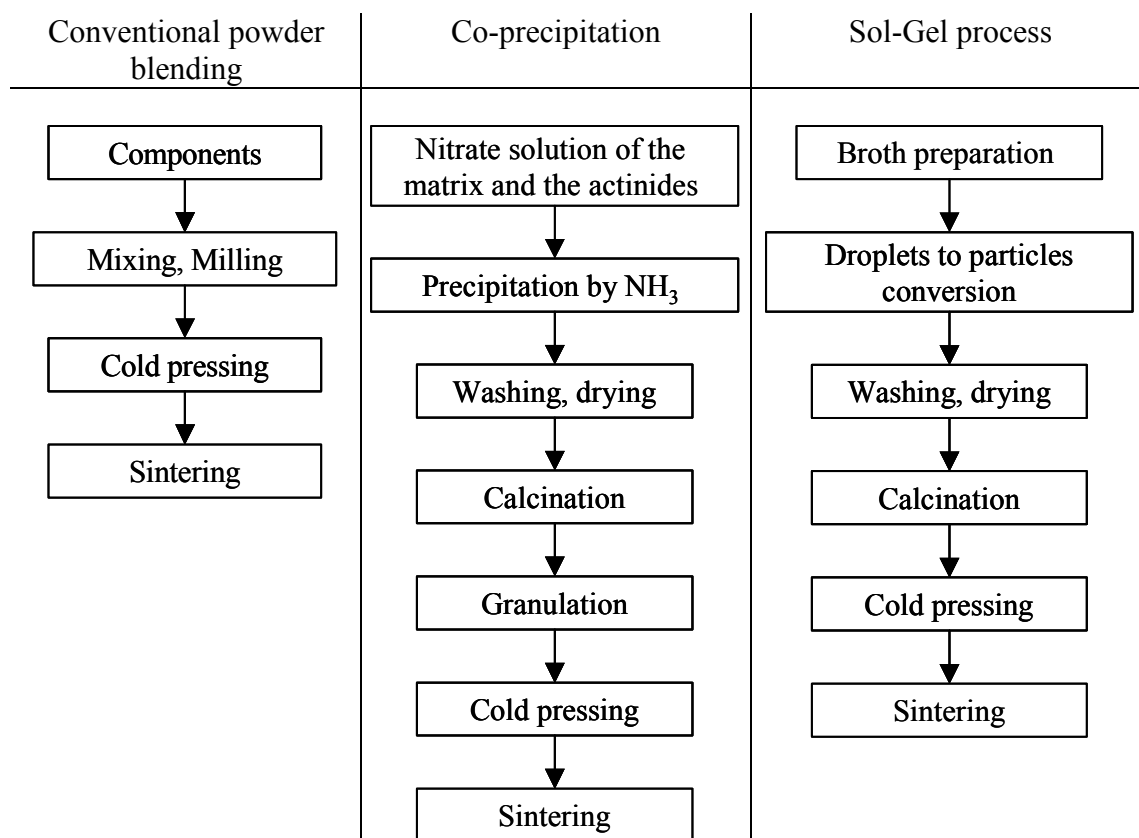 Conventional powder
blending
Co-precipitation
Sol-Gel process
Components
Mixing, Milling
Cold pressing
Sintering
Nitrate solution of the
matrix and the actinides
Precipitation by NH₃
Washing, drying
Calcination
Granulation
Cold pressing
Sintering
Broth preparation
Droplets to particles
conversion
Washing, drying
Calcination
Cold pressing
Sintering